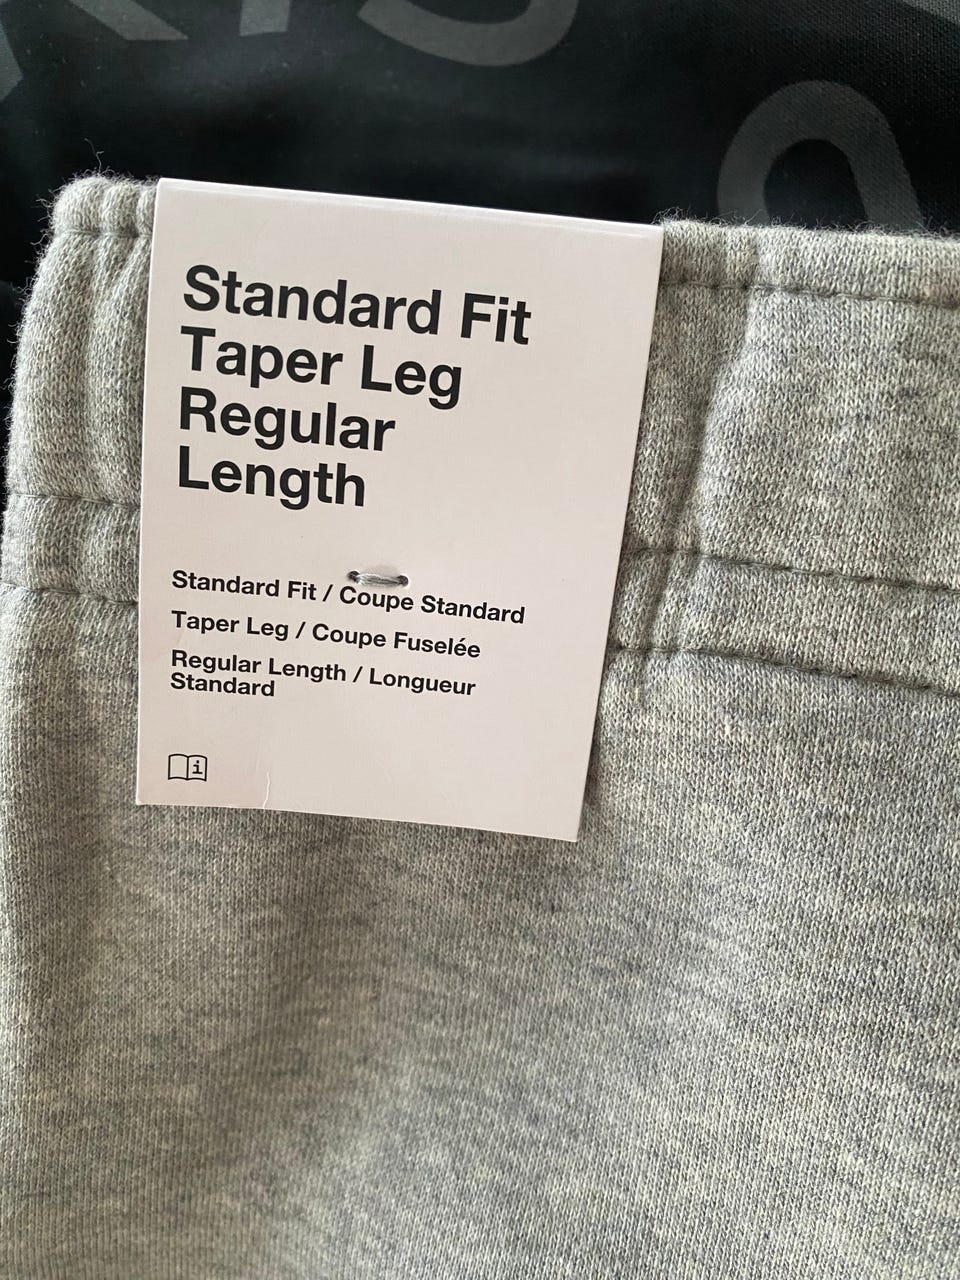 Standard Fit
Taper Leg
Regular
Length
Standard Fit / Coupe Standard
Taper Leg / Coupe Fuselée
Regular Length / Longueur
Standard
i